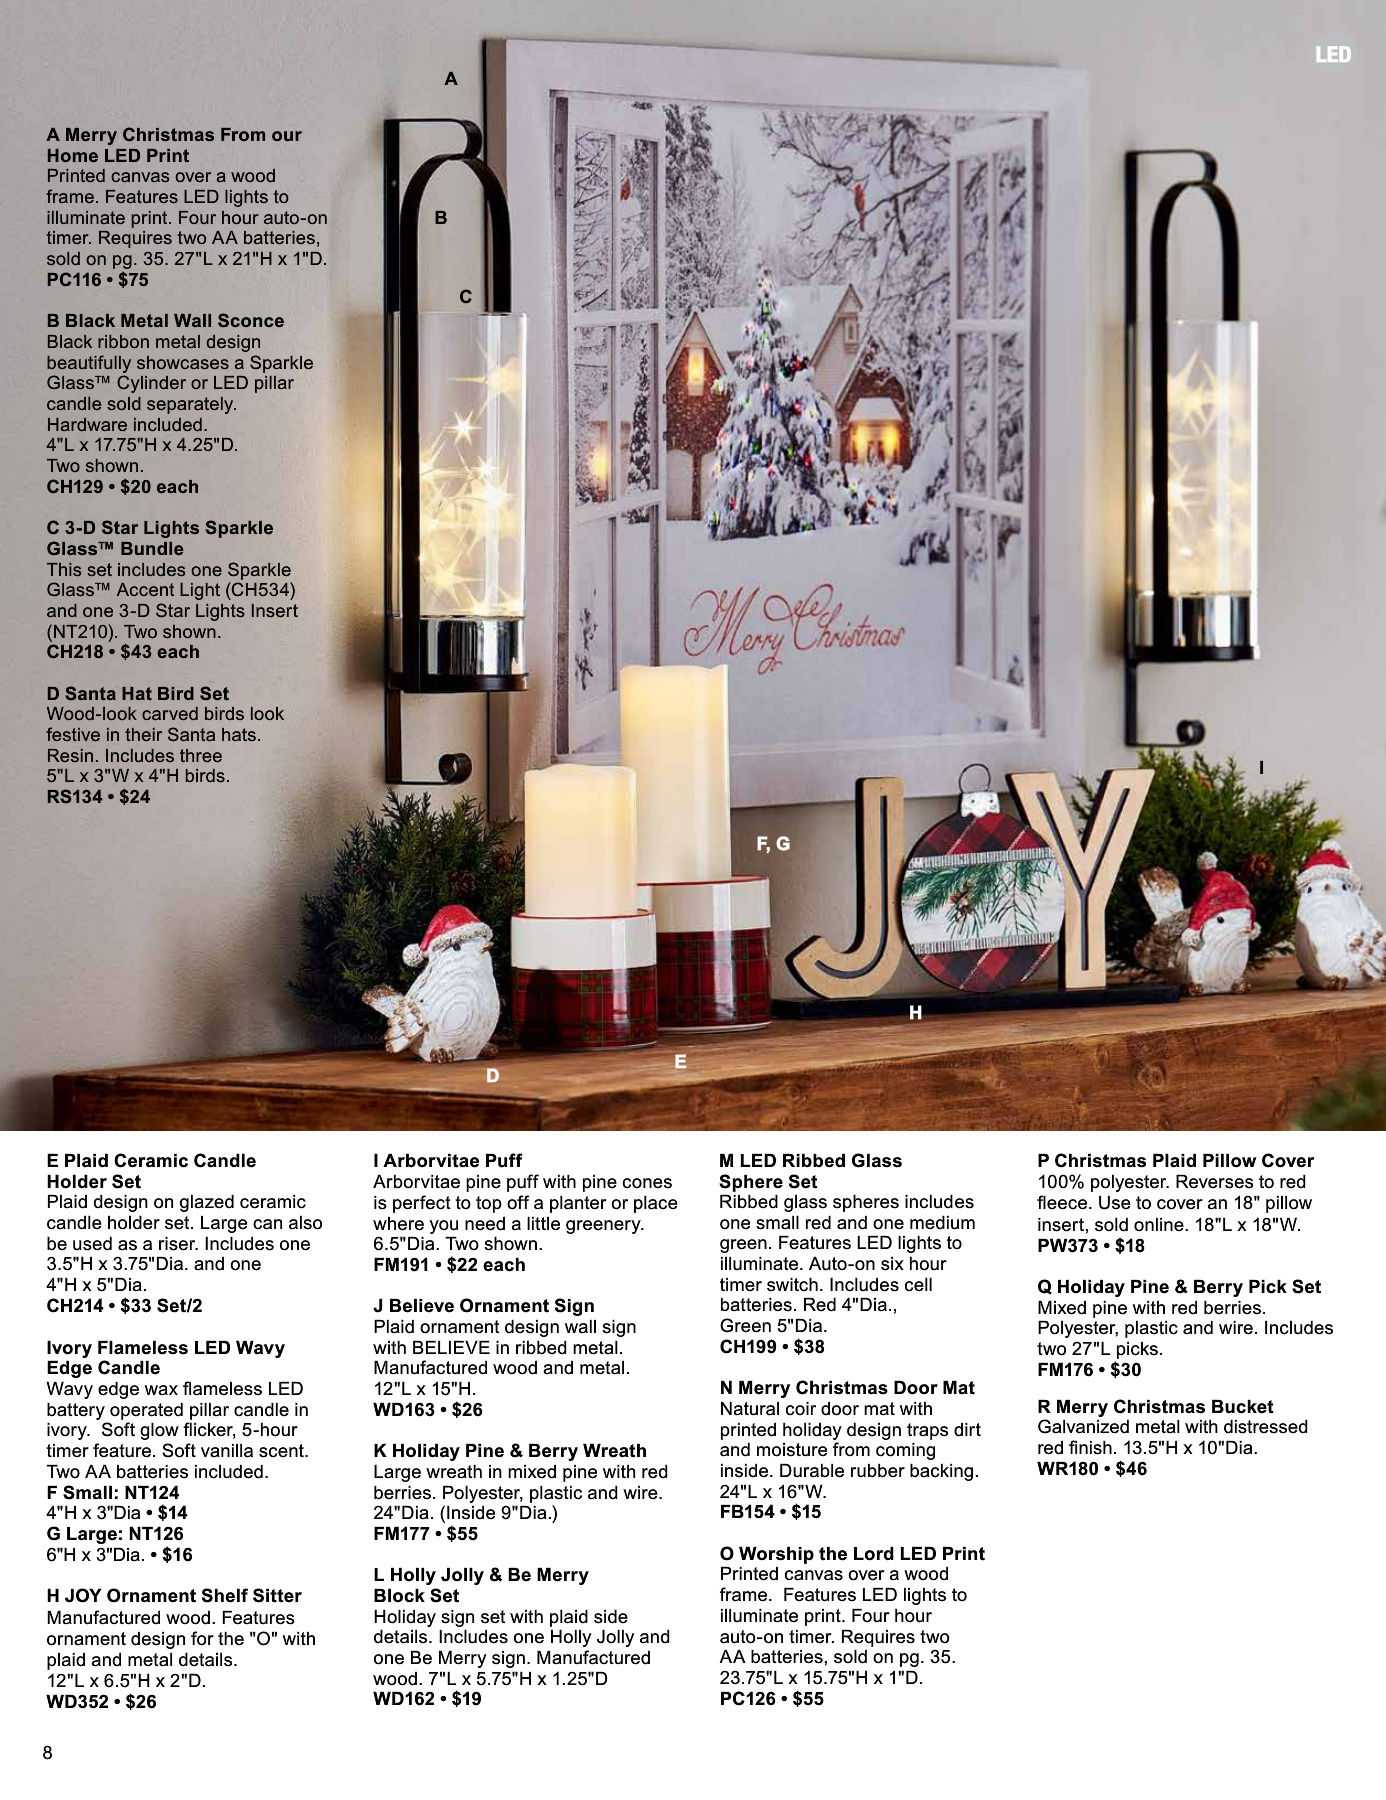 LED
A
A Merry Christmas From our
Home LED Print
Printed canvas over a wood
frame. Features LED lights to
illuminate print. Four hour auto-on
timer. Requires two AA batteries,
sold on pg. 35. 27"L x 21"H x 1"D.
PC116 • $75
B
C
B Black Metal Wall Sconce
Black ribbon metal design
beautifully showcases a Sparkle
Glass™ Cylinder or LED pillar
candle sold separately.
Hardware included.
4"L x 17.75"H x 4.25"D.
Two shown.
CH129 • $20 each
C 3-D Star Lights Sparkle
Glass™ Bundle
This set includes one Sparkle
Glass™ Accent Light (CH534)
and one 3-D Star Lights Insert
(NT210). Two shown.
CH218 • $43 each
D Santa Hat Bird Set
Wood-look carved birds look
festive in their Santa hats.
Resin. Includes three
5"L x 3"W x 4"H birds.
RS134 • $24
Merry Christmas
I
F, G
JOY
H
E
D
E Plaid Ceramic Candle
Holder Set
Plaid design on glazed ceramic
candle holder set. Large can also
be used as a riser. Includes one
3.5"H x 3.75"Dia. and one
4"H x 5"Dia.
CH214 • $33 Set/2
Ivory Flameless LED Wavy
Edge Candle
Wavy edge wax flameless LED
battery operated pillar candle in
ivory.  Soft glow flicker, 5-hour
timer feature. Soft vanilla scent.
Two AA batteries included.
F Small: NT124
4"H x 3"Dia • $14
G Large: NT126
6"H x 3"Dia. • $16
H JOY Ornament Shelf Sitter
Manufactured wood. Features
ornament design for the "O" with
plaid and metal details.
12"L x 6.5"H x 2"D.
WD352 • $26
I Arborvitae Puff
Arborvitae pine puff with pine cones
is perfect to top off a planter or place
where you need a little greenery.
6.5"Dia. Two shown.
FM191 • $22 each
J Believe Ornament Sign
Plaid ornament design wall sign
with BELIEVE in ribbed metal.
Manufactured wood and metal.
12"L x 15"H.
WD163 • $26
K Holiday Pine & Berry Wreath
Large wreath in mixed pine with red
berries. Polyester, plastic and wire.
24"Dia. (Inside 9"Dia.)
FM177 • $55
L Holly Jolly & Be Merry
Block Set
Holiday sign set with plaid side
details. Includes one Holly Jolly and
one Be Merry sign. Manufactured
wood. 7"L x 5.75"H x 1.25"D
WD162 • $19
M LED Ribbed Glass
Sphere Set
Ribbed glass spheres includes
one small red and one medium
green. Features LED lights to
illuminate. Auto-on six hour
timer switch. Includes cell
batteries. Red 4"Dia.,
Green 5"Dia.
CH199 • $38
N Merry Christmas Door Mat
Natural coir door mat with
printed holiday design traps dirt
and moisture from coming
inside. Durable rubber backing.
24"L x 16"W.
FB154 • $15
O Worship the Lord LED Print
Printed canvas over a wood
frame.  Features LED lights to
illuminate print. Four hour
auto-on timer. Requires two
AA batteries, sold on pg. 35.
23.75"L x 15.75"H x 1"D.
PC126 • $55
P Christmas Plaid Pillow Cover
100% polyester. Reverses to red
fleece. Use to cover an 18" pillow
insert, sold online. 18"L x 18"W.
PW373 • $18
Q Holiday Pine & Berry Pick Set
Mixed pine with red berries.
Polyester, plastic and wire. Includes
two 27"L picks.
FM176 • $30
R Merry Christmas Bucket
Galvanized metal with distressed
red finish. 13.5"H x 10"Dia.
WR180 • $46
8